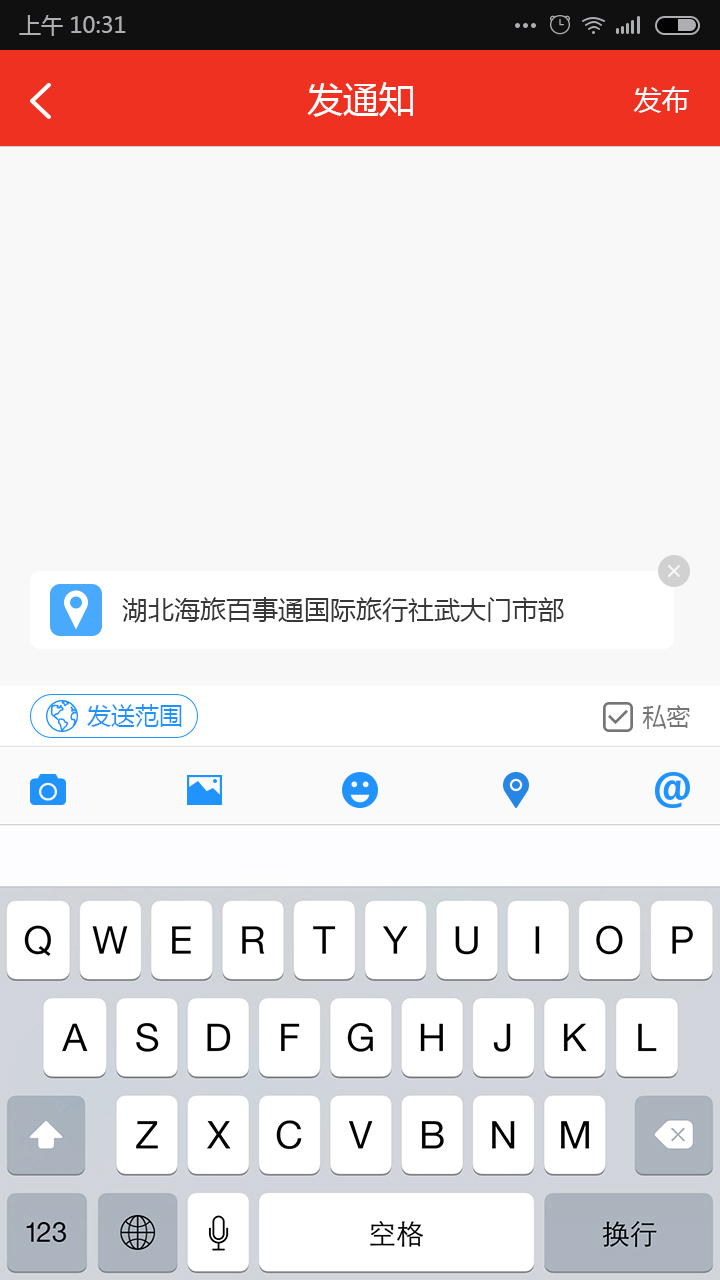 上午 10:31
发通知
发布
湖北海旅百事通国际旅行社武大门市部
发送范围
私密
@
Q W E R T Y U I O P
A S D F G H J K L
Z X C V B N M
123 空格 换行